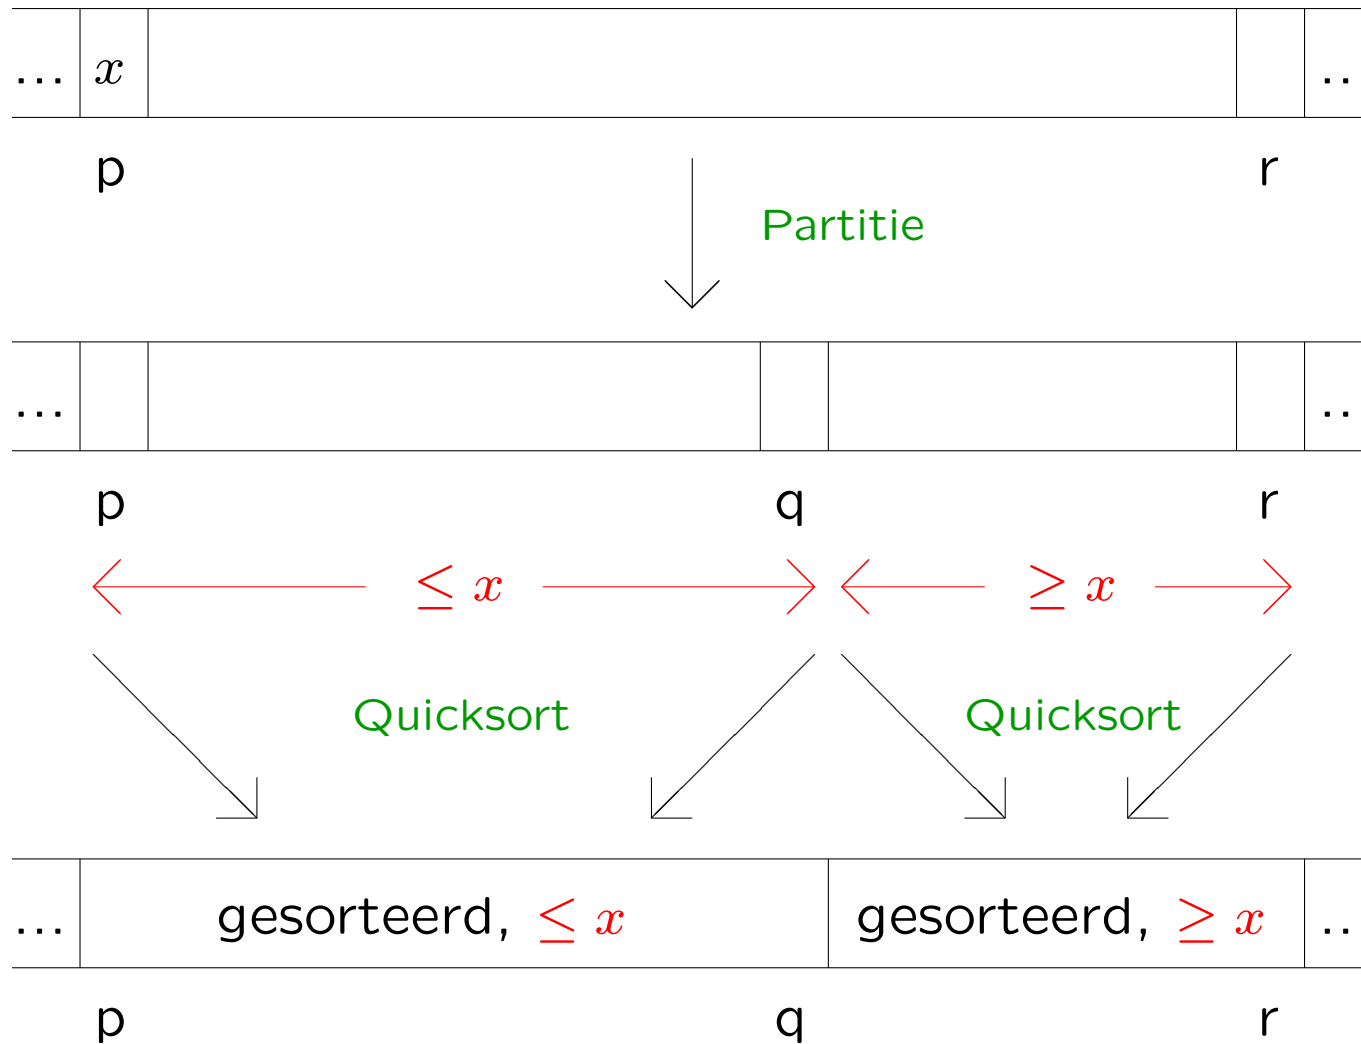 ... x ..
p r
Partitie
... ..
p q r
≤ x ≥ x
Quicksort Quicksort
... gesorteerd, ≤ x gesorteerd, ≥ x ..
p q r